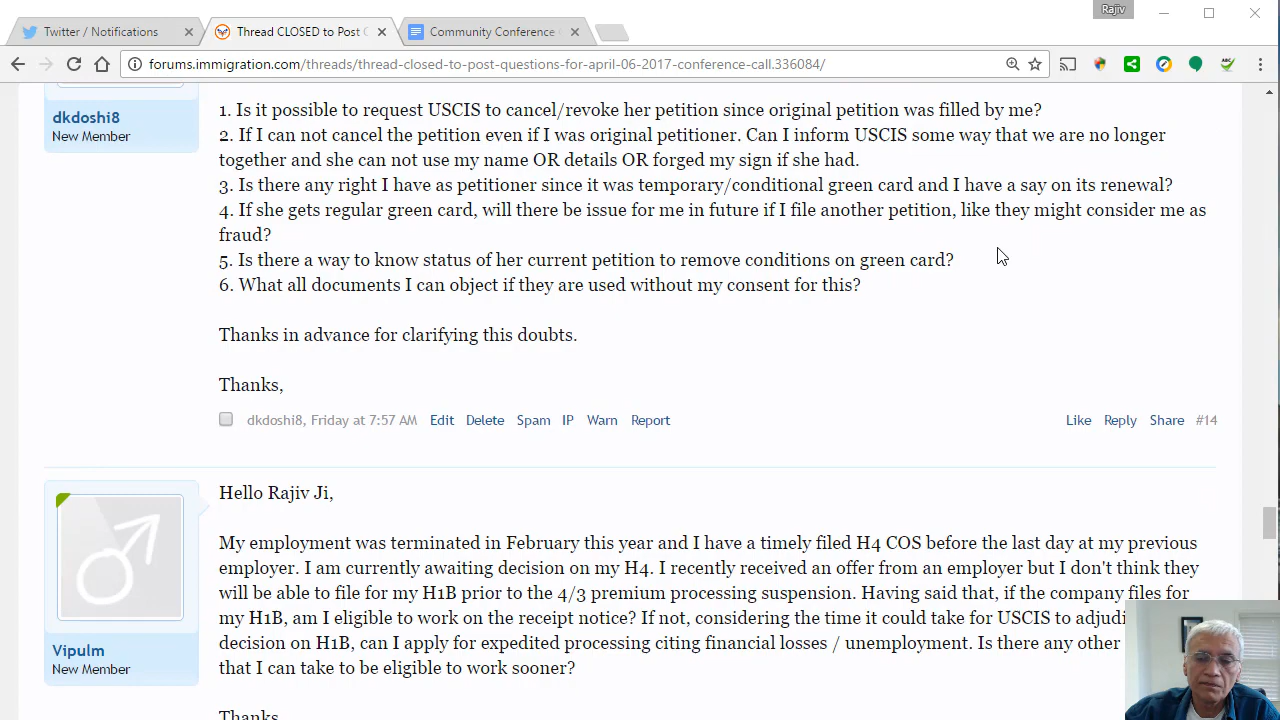 Rajiv
Twitter / Notifications
Thread CLOSED to Post
Community Conference
forums.immigration.com/threads/thread-closed-to-post-questions-for-april-06-2017-conference-call.336084/
ABC
dkdoshi8
New Member
1. Is it possible to request USCIS to cancel/revoke her petition since original petition was filled by me?
2. If I can not cancel the petition even if I was original petitioner. Can I inform USCIS some way that we are no longer
together and she can not use my name OR details OR forged my sign if she had.
3. Is there any right I have as petitioner since it was temporary/conditional green card and I have a say on its renewal?
4. If she gets regular green card, will there be issue for me in future if I file another petition, like they might consider me as
fraud?
5. Is there a way to know status of her current petition to remove conditions on green card?
6. What all documents I can object if they are used without my consent for this?
Thanks in advance for clarifying this doubts.
Thanks,
dkdoshi8, Friday at 7:57 AM Edit Delete Spam IP Warn Report Like Reply Share #14
Hello Rajiv Ji,
My employment was terminated in February this year and I have a timely filed H4 COS before the last day at my previous
employer. I am currently awaiting decision on my H4. I recently received an offer from an employer but I don't think they
will be able to file for my H1B prior to the 4/3 premium processing suspension. Having said that, if the company files for
my H1B, am I eligible to work on the receipt notice? If not, considering the time it could take for USCIS to adjudi
decision on H1B, can I apply for expedited processing citing financial losses / unemployment. Is there any other
that I can take to be eligible to work sooner?
Vipulm
New Member
Thanks